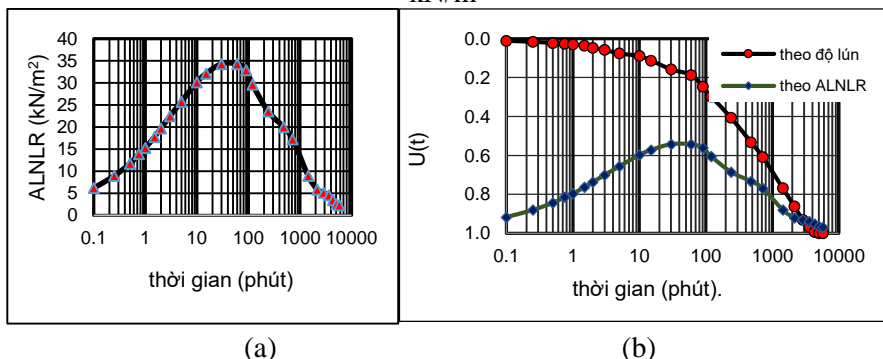 kN/m
ALNLR (kN/m²)
40
35
30
25
20
15
10
5
0
0.1 1 10 100 1000 10000
thời gian (phút)
U(t)
0.0
0.2
0.4
0.6
0.8
1.0
0.1 1 10 100 1000 10000
thời gian (phút).
theo độ lún
theo ALNLR
(a) (b)